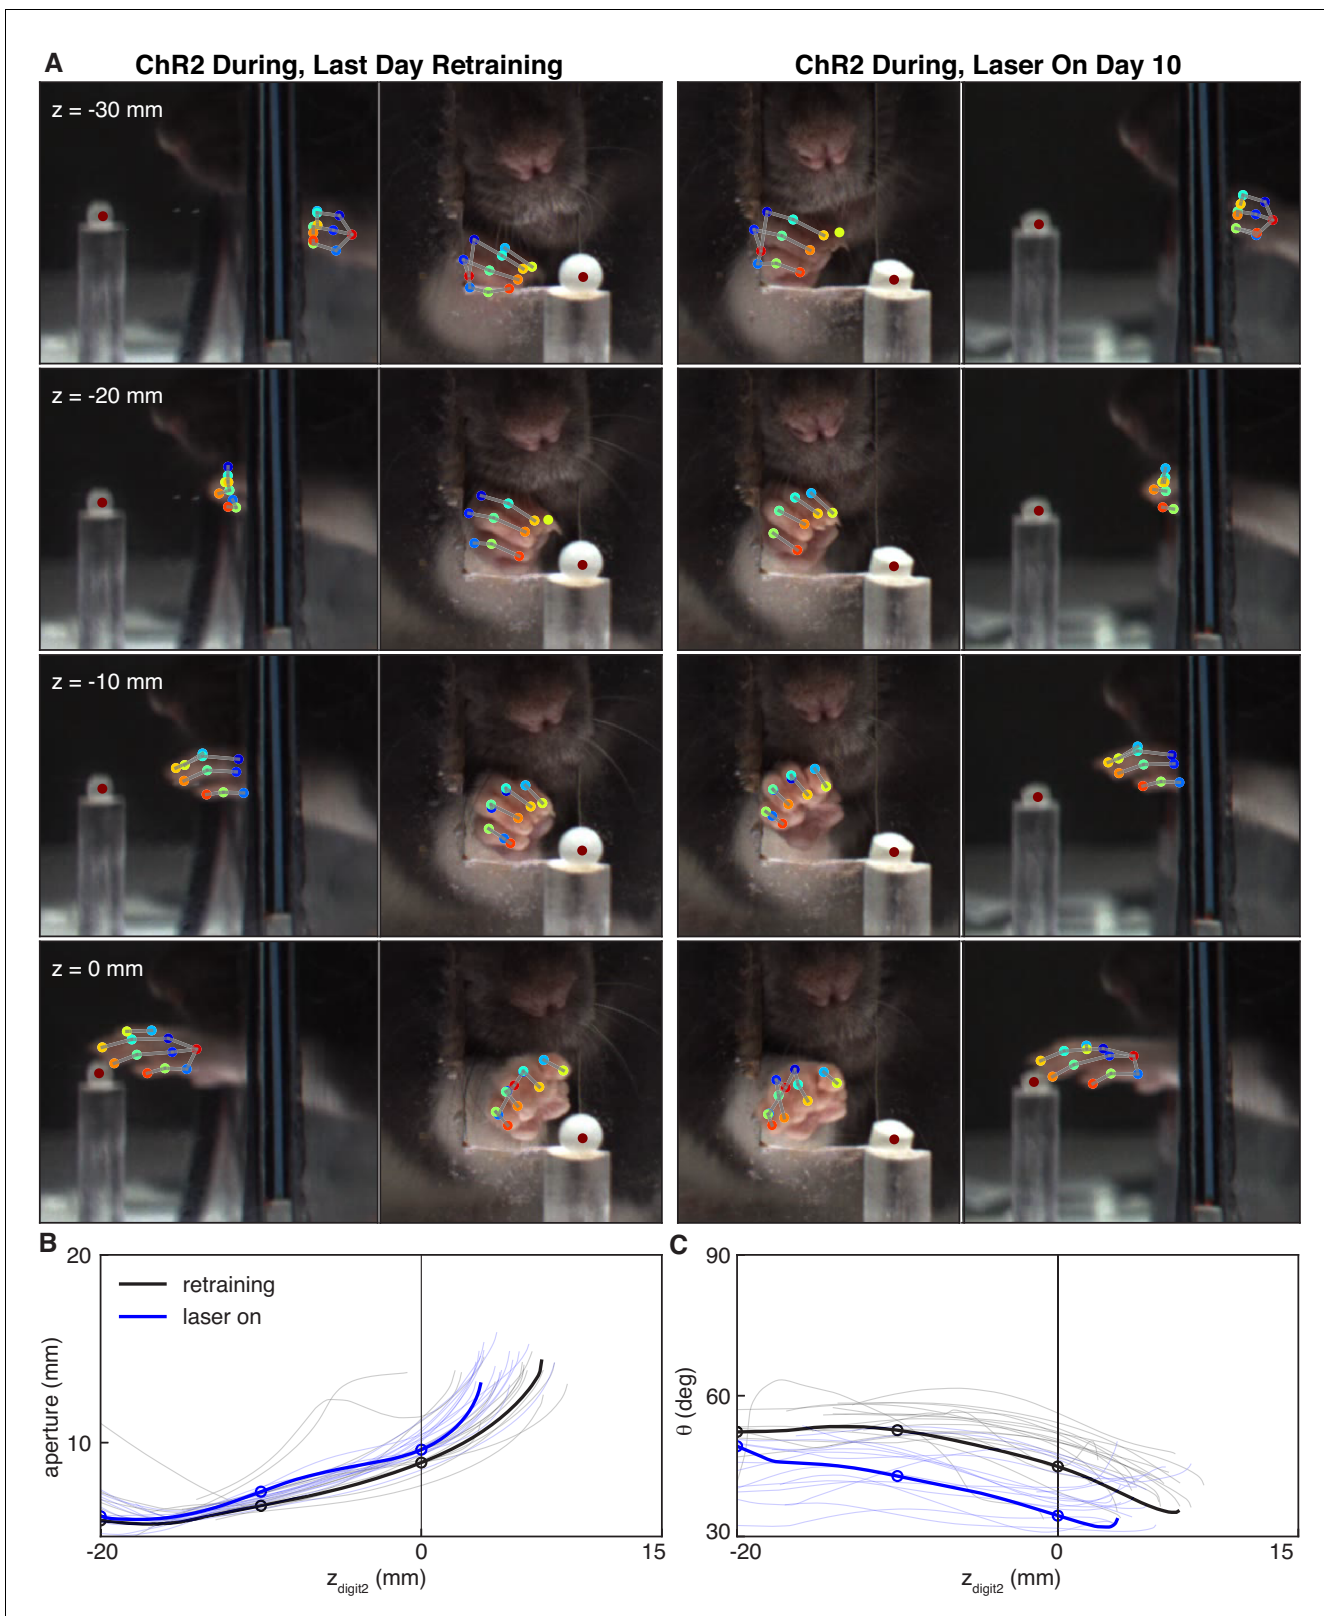 A
ChR2 During, Last Day Retraining
ChR2 During, Laser On Day 10
z = -30 mm
z = -20 mm
z = -10 mm
z = 0 mm
B
C
20
10
-20
0
15
aperture (mm)
z_digit2 (mm)
retraining
laser on
90
60
30
-20
0
15
θ (deg)
z_digit2 (mm)